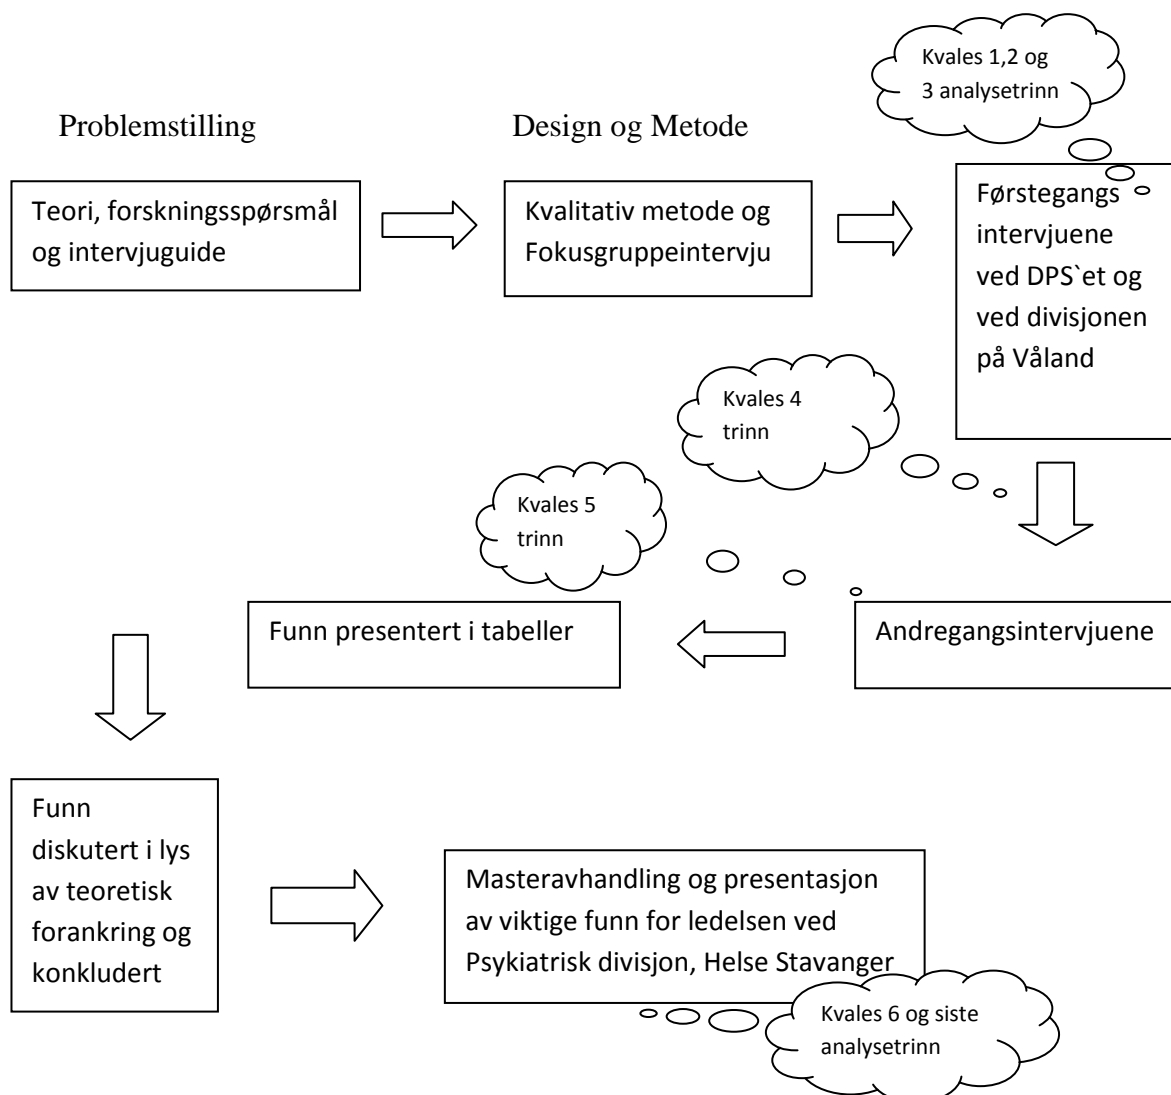 Kvales 1,2 og
3 analysetrinn
Problemstilling
Design og Metode
Teori, forskningsspørsmål
og intervjuguide
Kvalitativ metode og
Fokusgruppeintervju
Førstegangs
intervjuene
ved DPS`et og
ved divisjonen
på Våland
Kvales 4
trinn
Kvales 5
trinn
Andregangsintervjuene
Funn presentert i tabeller
Funn
diskutert i lys
av teoretisk
forankring og
konkludert
Masteravhandling og presentasjon
av viktige funn for ledelsen ved
Psykiatrisk divisjon, Helse Stavanger
Kvales 6 og siste
analysetrinn